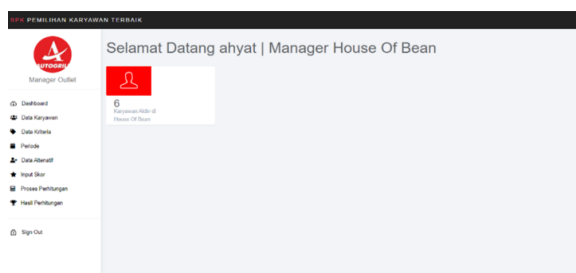 SPK PEMILIHAN KARYAWAN TERBAIK
AUTOGRILL
Manager Outlet
Dashboard
Data Karyawan
Data Kriteria
Periode
Data Alternatif
Input Skor
Proses Perhitungan
Hasil Perhitungan
Sign Out
Selamat Datang ahyat | Manager House Of Bean
6
Karyawan Aktif di
House Of Bean